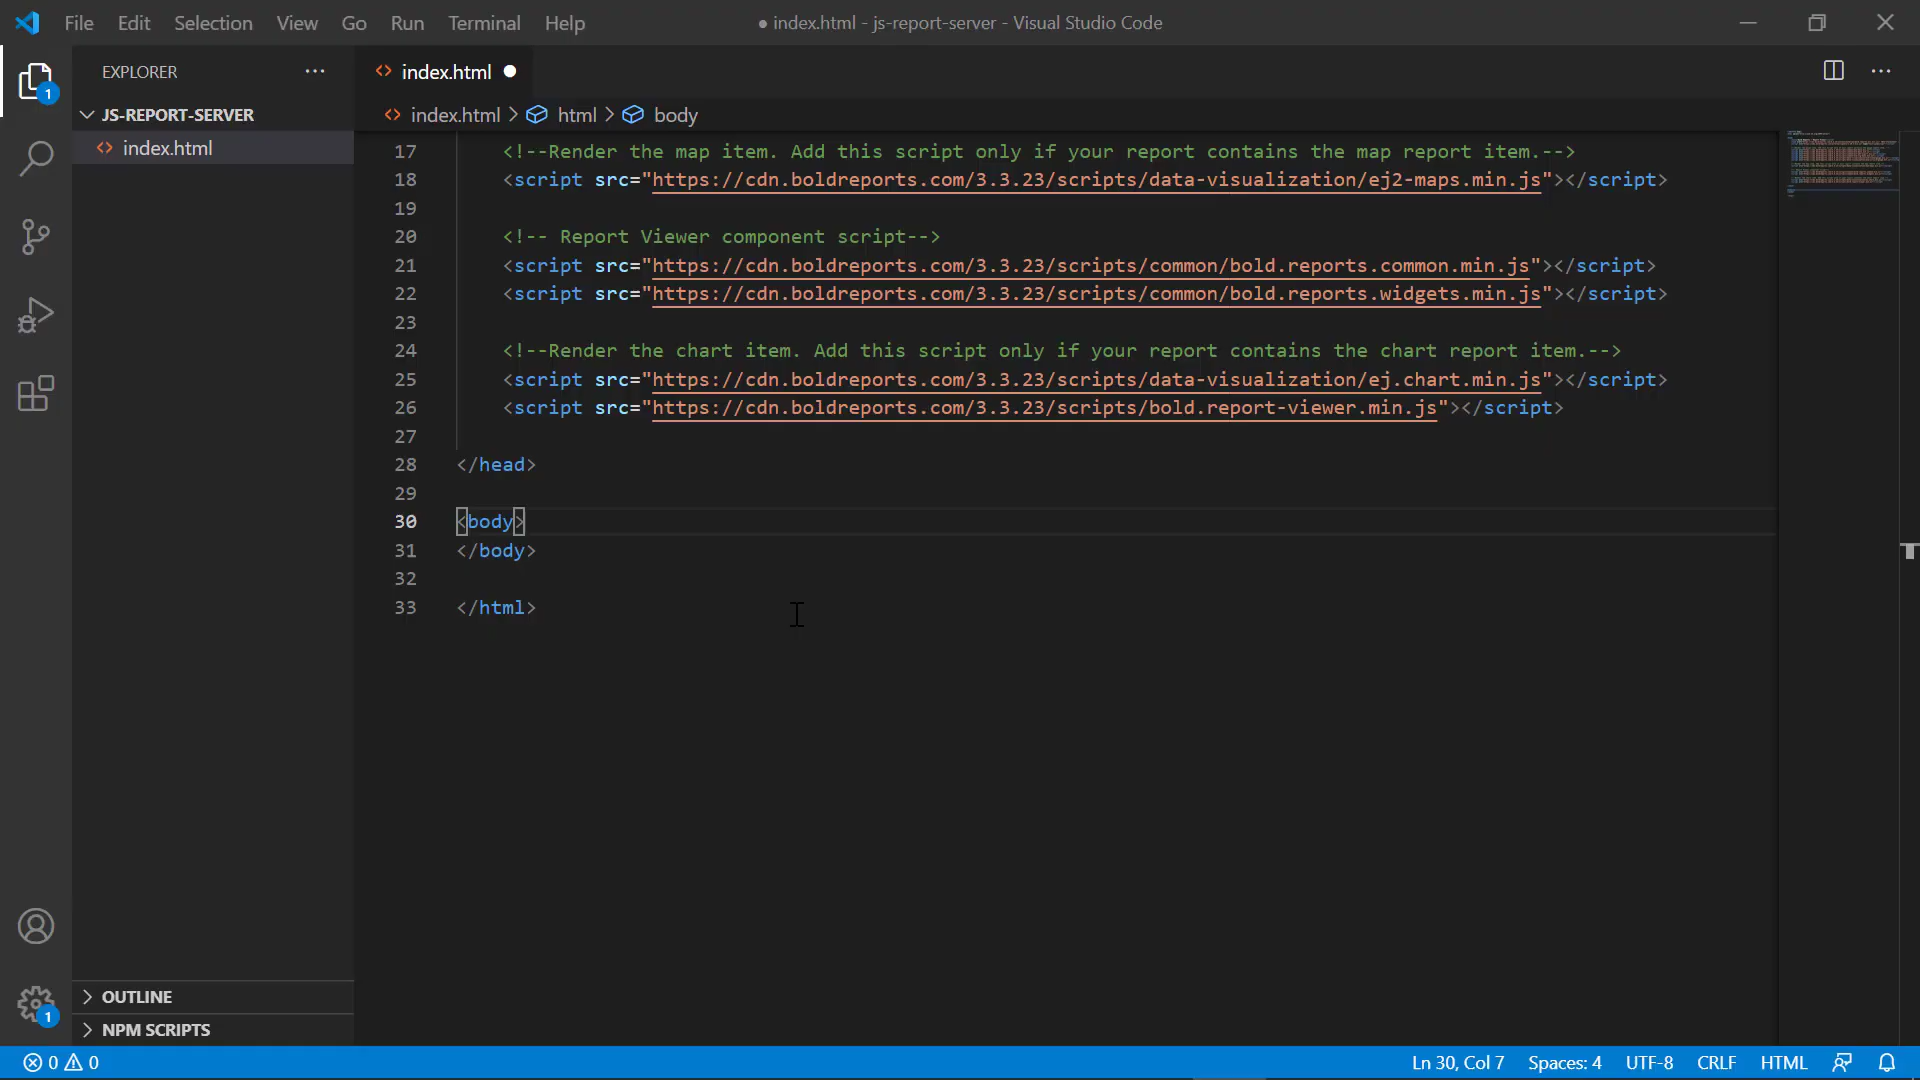 File Edit Selection View Go Run Terminal Help
● index.html - js-report-server - Visual Studio Code
EXPLORER
index.html
JS-REPORT-SERVER
index.html > html > body
index.html
17 <!--Render the map item. Add this script only if your report contains the map report item.-->
18 <script src="https://cdn.boldreports.com/3.3.23/scripts/data-visualization/ej2-maps.min.js"></script>
19
20 <!-- Report Viewer component script-->
21 <script src="https://cdn.boldreports.com/3.3.23/scripts/common/bold.reports.common.min.js"></script>
22 <script src="https://cdn.boldreports.com/3.3.23/scripts/common/bold.reports.widgets.min.js"></script>
23
24 <!--Render the chart item. Add this script only if your report contains the chart report item.-->
25 <script src="https://cdn.boldreports.com/3.3.23/scripts/data-visualization/ej.chart.min.js"></script>
26 <script src="https://cdn.boldreports.com/3.3.23/scripts/bold.report-viewer.min.js"></script>
27
28 </head>
29
30 <body>
31 </body>
32
33 </html>
1
1
OUTLINE
NPM SCRIPTS
0 0
Ln 30, Col 7 Spaces: 4 UTF-8 CRLF HTML